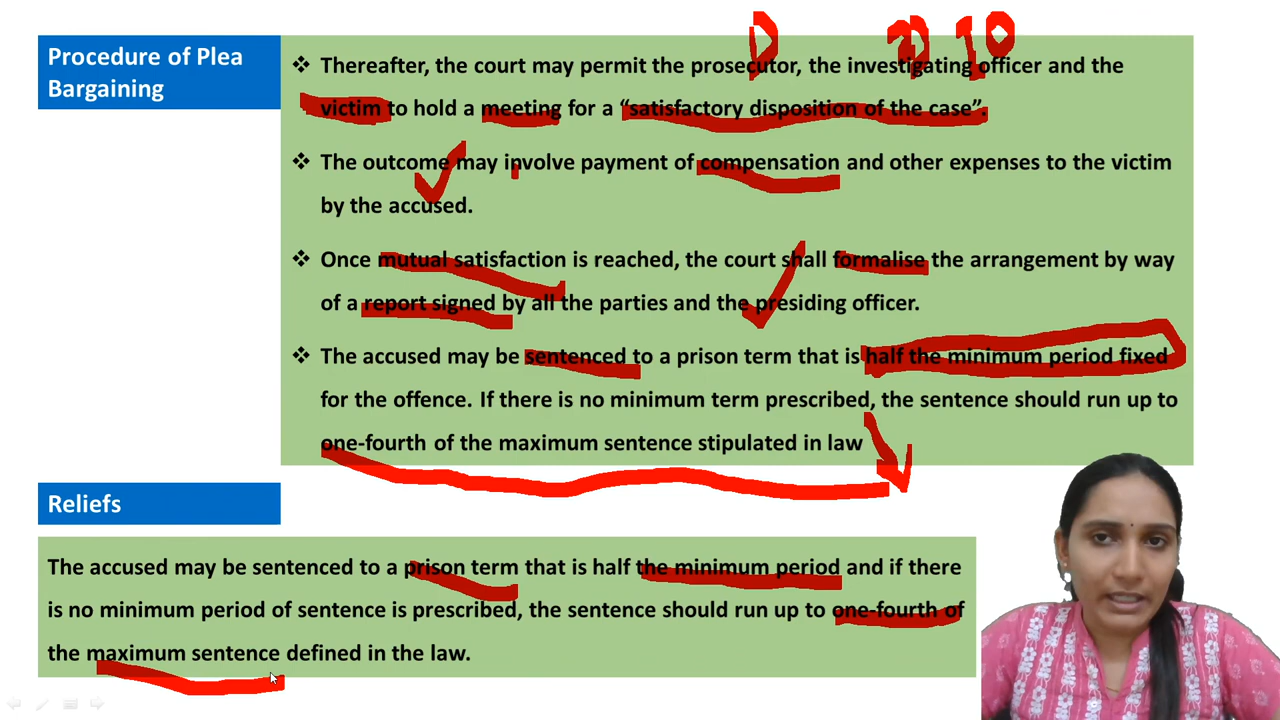 Procedure of Plea
Bargaining
❖ Thereafter, the court may permit the prosecutor, the investigating officer and the
victim to hold a meeting for a “satisfactory disposition of the case”.
❖ The outcome may involve payment of compensation and other expenses to the victim
by the accused.
❖ Once mutual satisfaction is reached, the court shall formalise the arrangement by way
of a report signed by all the parties and the presiding officer.
❖ The accused may be sentenced to a prison term that is half the minimum period fixed
for the offence. If there is no minimum term prescribed, the sentence should run up to
one-fourth of the maximum sentence stipulated in law
Reliefs
The accused may be sentenced to a prison term that is half the minimum period and if there
is no minimum period of sentence is prescribed, the sentence should run up to one-fourth of
the maximum sentence defined in the law.